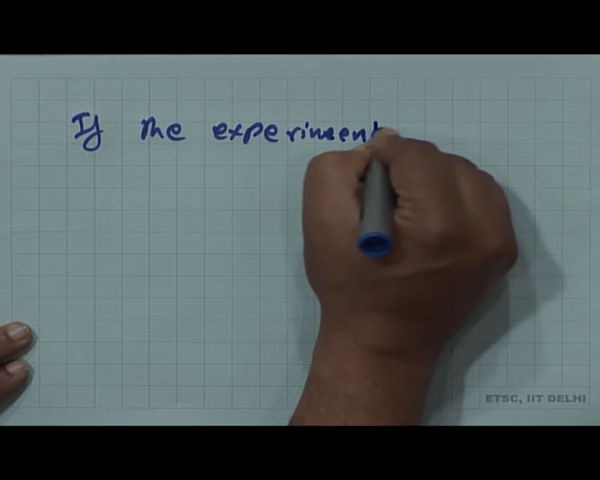 If the experiment
ETSC, IIT DELHI